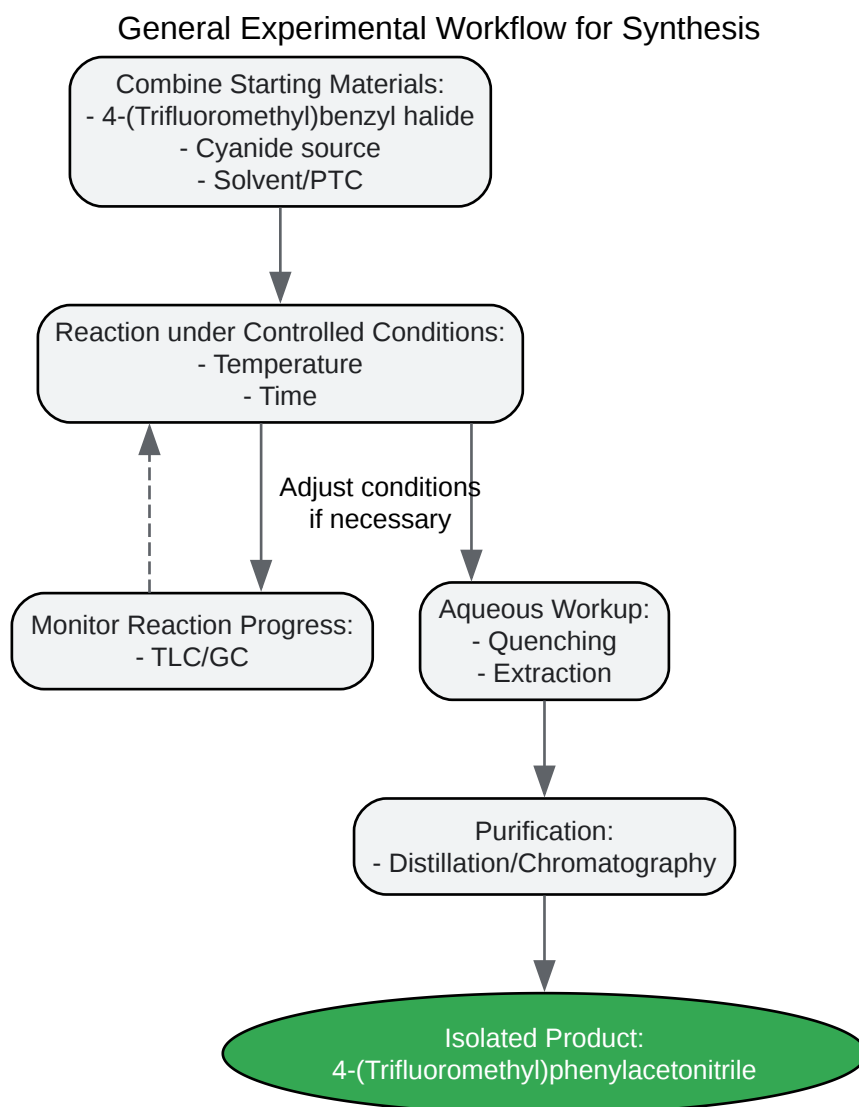 General Experimental Workflow for Synthesis
Combine Starting Materials:
- 4-(Trifluoromethyl)benzyl halide
- Cyanide source
- Solvent/PTC
Reaction under Controlled Conditions:
- Temperature
- Time
Adjust conditions
if necessary
Monitor Reaction Progress:
- TLC/GC
Aqueous Workup:
- Quenching
- Extraction
Purification:
- Distillation/Chromatography
Isolated Product:
4-(Trifluoromethyl)phenylacetonitrile